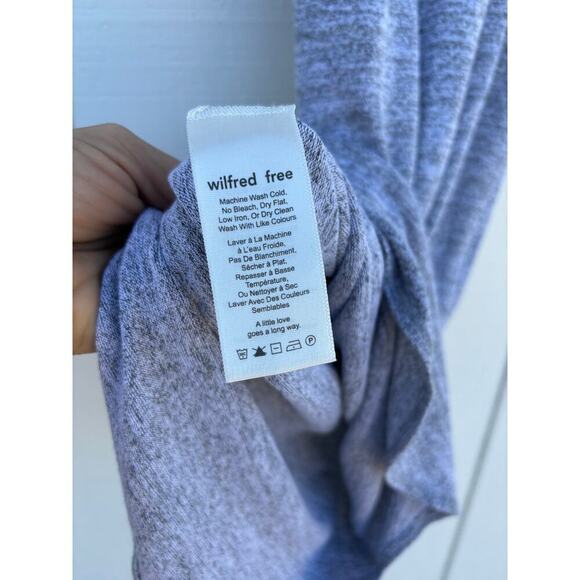 wilfred free
Machine Wash Cold,
No Bleach, Dry Flat,
Low Iron, Or Dry Clean
Wash With Like Colours
Laver à La Machine
à L'eau Froide,
Pas De Blanchiment,
Sécher à Plat,
Repasser à Basse
Température,
Ou Nettoyer à Sec
Laver Avec Des Couleurs
Semblables
A little love
goes a long way.
P